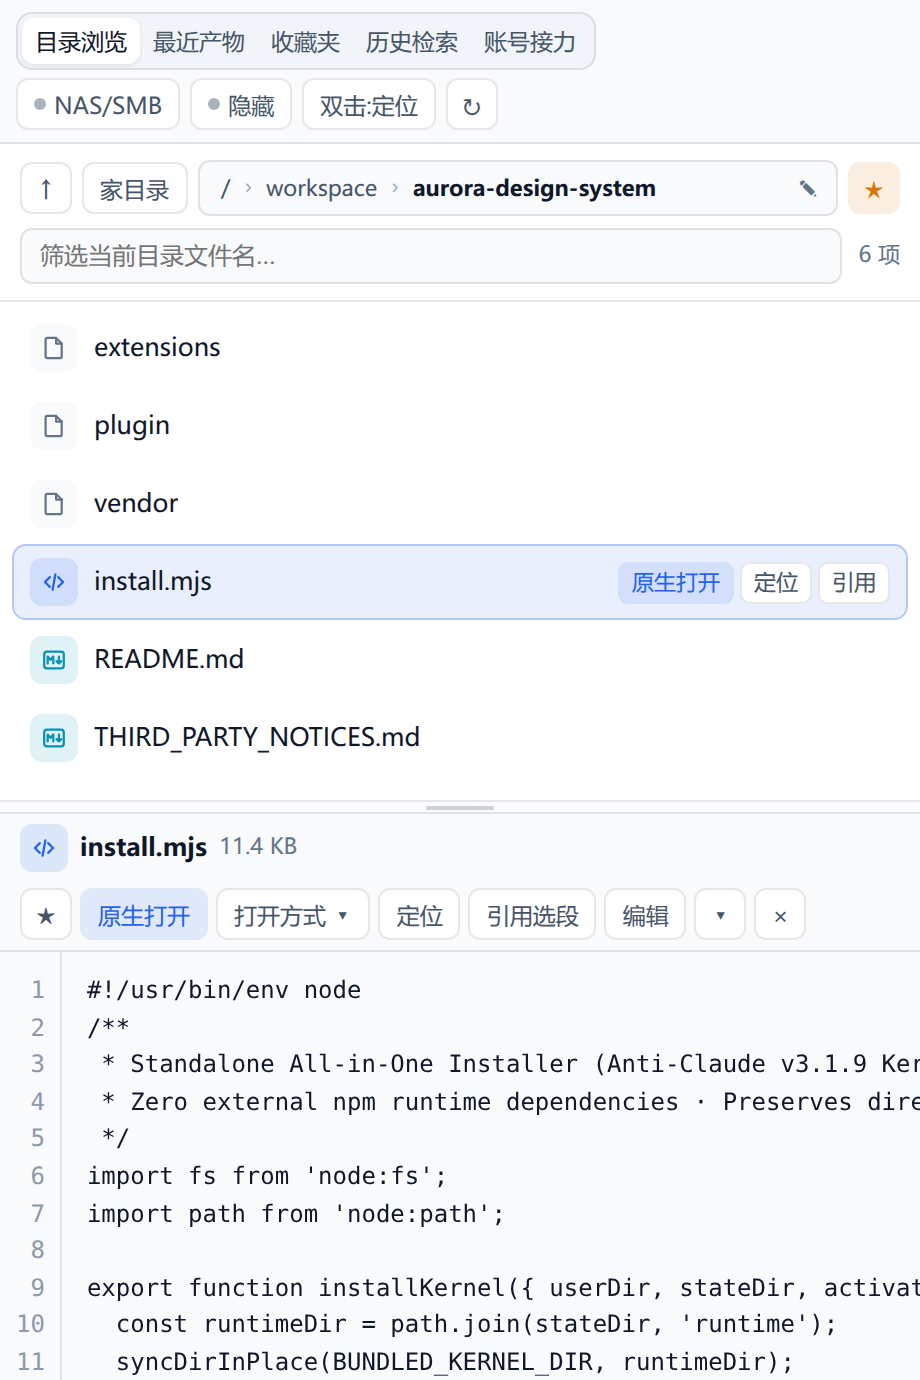 目录浏览 最近产物 收藏夹 历史检索 账号接力
NAS/SMB 隐藏 双击:定位 ↻
↑ 家目录 / › workspace › aurora-design-system ★
筛选当前目录文件名... 6 项
extensions
plugin
vendor
install.mjs 原生打开 定位 引用
README.md
THIRD_PARTY_NOTICES.md
install.mjs 11.4 KB
★ 原生打开 打开方式 ▼ 定位 引用选段 编辑 ▼ ×
1 #!/usr/bin/env node
2 /**
3  * Standalone All-in-One Installer (Anti-Claude v3.1.9 Ker
4  * Zero external npm runtime dependencies · Preserves dire
5  */
6 import fs from 'node:fs';
7 import path from 'node:path';
8
9 export function installKernel({ userDir, stateDir, activat
10   const runtimeDir = path.join(stateDir, 'runtime');
11   syncDirInPlace(BUNDLED_KERNEL_DIR, runtimeDir);